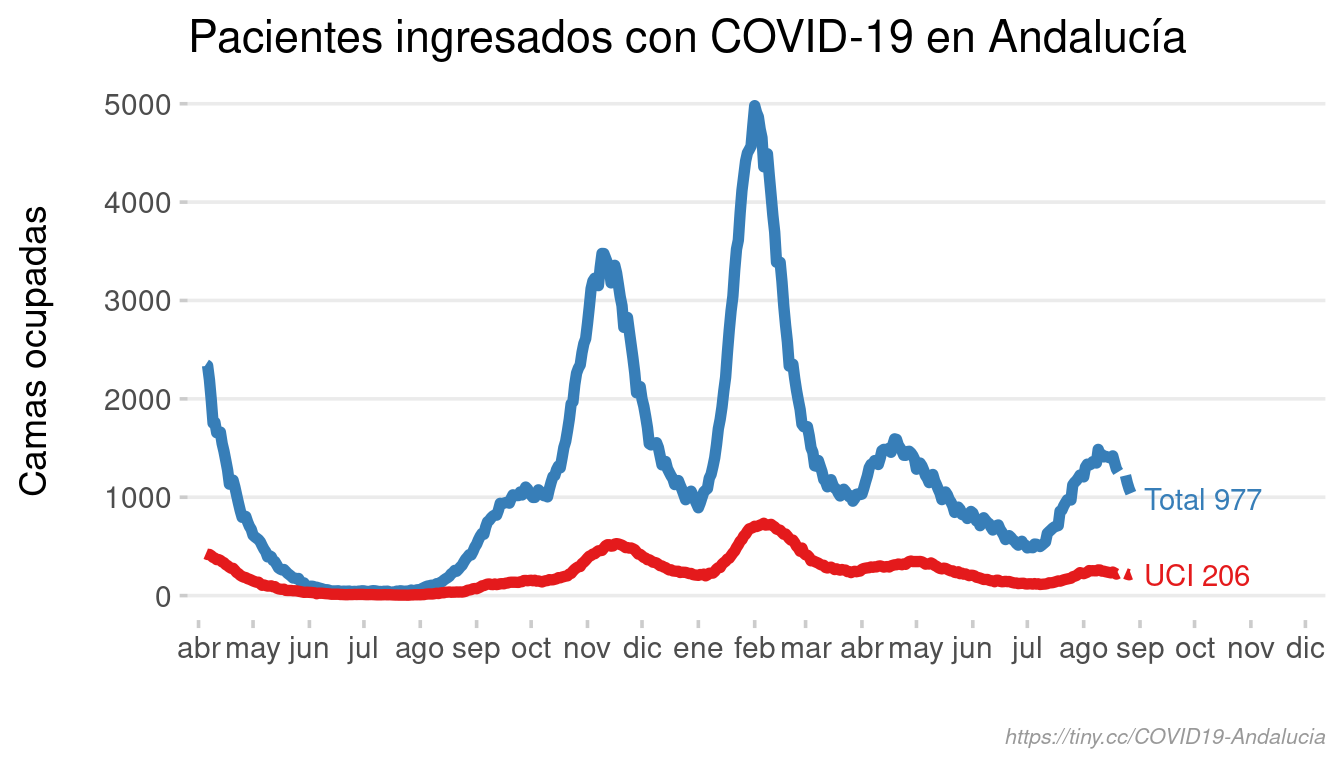 Pacientes ingresados con COVID-19 en Andalucía
Camas ocupadas
5000
4000
3000
2000
1000
0
Total 977
UCI 206
abr may jun jul ago sep oct nov dic ene feb mar abr may jun jul ago sep oct nov dic
https://tiny.cc/COVID19-Andalucia